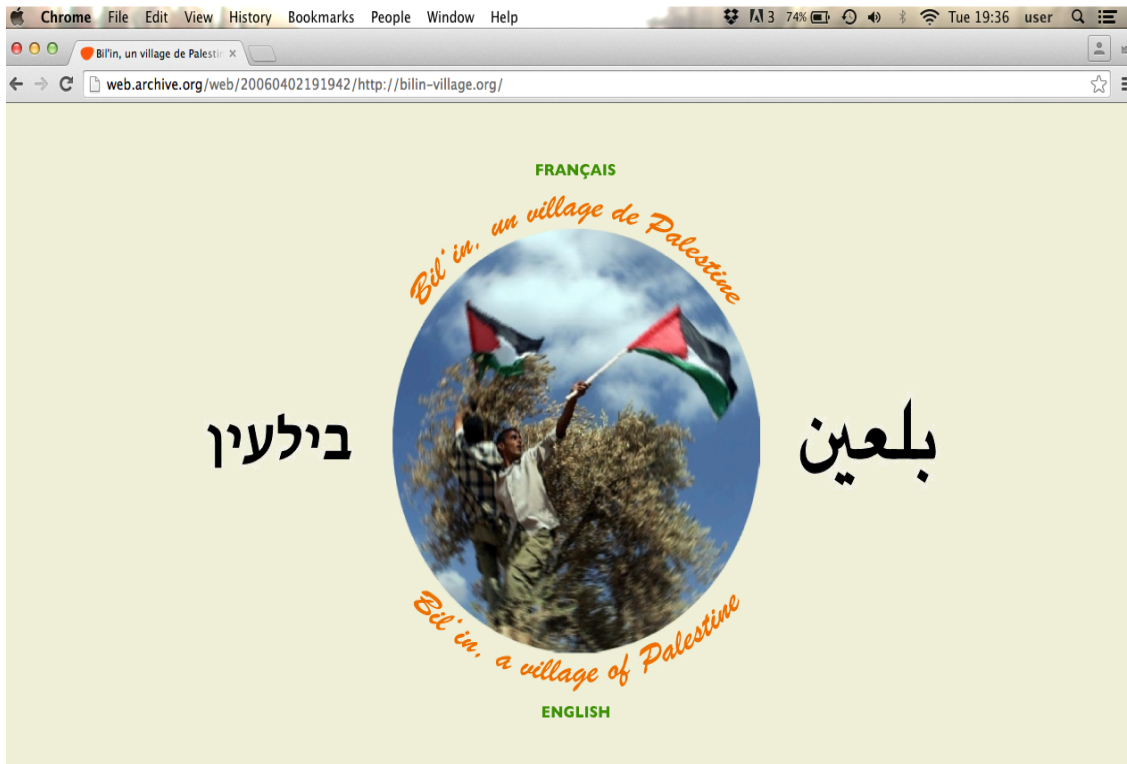 Chrome File Edit View History Bookmarks People Window Help 3 74% Tue 19:36 user
Bil'in, un village de Palestin
web.archive.org/web/20060402191942/http://bilin-village.org/
FRANÇAIS
Bil'in, un village de Palestine
בילעין
بلعين
Bil'in, a village of Palestine
ENGLISH